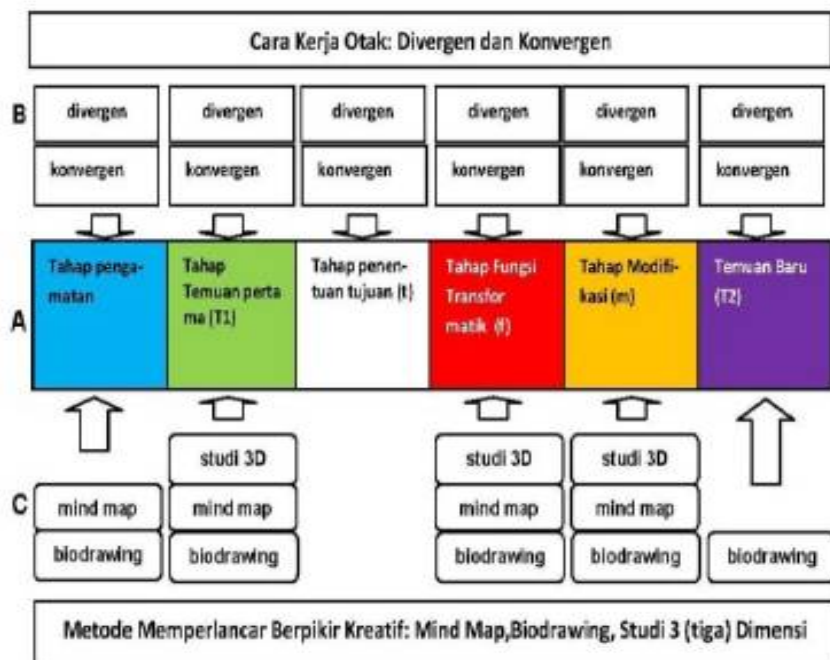 Cara Kerja Otak: Divergen dan Konvergen
B
divergen
divergen
divergen
divergen
divergen
divergen
konvergen
konvergen
konvergen
konvergen
konvergen
konvergen
A
Tahap penga-
matan
Tahap
Temuan perta
ma (T1)
Tahap penen-
tuan tujuan (t)
Tahap Fungsi
Transfor
matik (f)
Tahap Modifi-
kasi (m)
Temuan Baru
(T2)
C
studi 3D
studi 3D
studi 3D
mind map
mind map
mind map
mind map
biodrawing
biodrawing
biodrawing
biodrawing
biodrawing
Metode Memperlancar Berpikir Kreatif: Mind Map,Biodrawing, Studi 3 (tiga) Dimensi